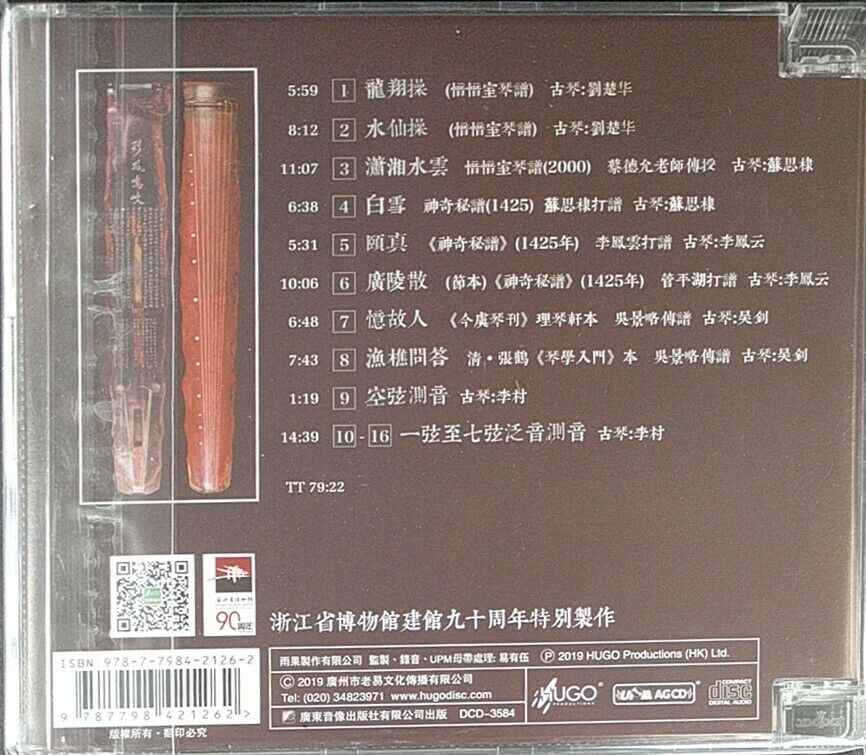 5:59 1 龍翔操 (愔愔室琴譜) 古琴:劉楚华
8:12 2 水仙操 (愔愔室琴譜) 古琴:劉楚华
11:07 3 瀟湘水雲 愔愔室琴譜(2000) 蔡德允老師傳授 古琴:蘇思棣
6:38 4 白雪 神奇秘譜(1425) 蘇思棣打譜 古琴:蘇思棣
5:31 5 頤真 《神奇秘譜》(1425年) 李鳳雲打譜 古琴:李鳳云
10:06 6 廣陵散 (節本)《神奇秘譜》(1425年) 管平湖打譜 古琴:李鳳云
6:48 7 憶故人 《今虞琴刊》理琴軒本 吳景略傳譜 古琴:吴釗
7:43 8 漁樵問答 清·張鶴《琴學入門》本 吳景略傳譜 古琴:吴釗
1:19 9 空弦測音 古琴:李村
14:39 10 - 16 一弦至七弦泛音測音 古琴:李村
TT 79:22
90周年
浙江省博物館建館九十周年特別製作
ISBN 978-7-7984-2126-2
9 787798 421262 >
版權所有·翻印必究
雨果製作有限公司 監製、錄音、UPM母帶處理: 易有伍 Ⓟ 2019 HUGO Productions (HK) Ltd.
© 2019 廣州市老易文化傳播有限公司
Tel: (020) 34823971 www.hugodisc.com
廣東音像出版社有限公司出版 DCD-3584
HUGO
PRODUCTIONS
AGCD
COMPACT
disc
DIGITAL AUDIO